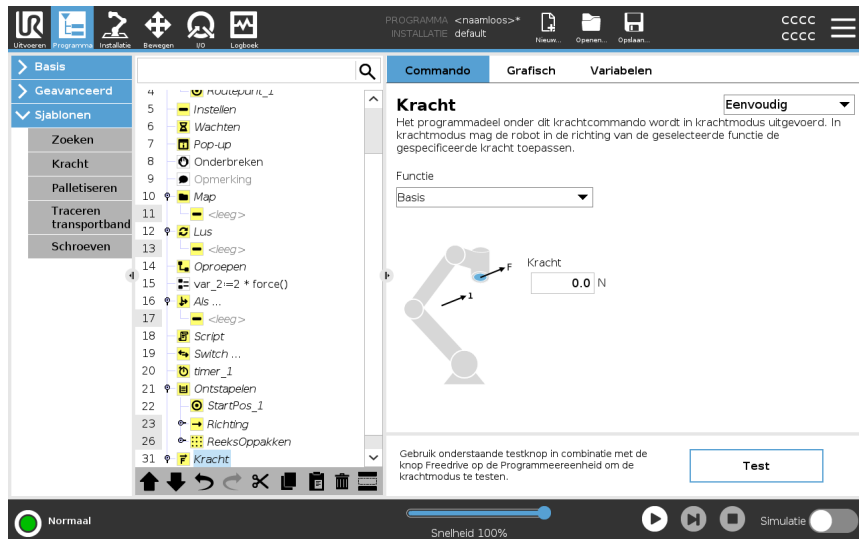 PROGRAMMA <naamloos>*
INSTALLATIE default
CCCC
CCCC
Uitvoeren Programma Installatie Bewegen I/O Logboek Nieuw... Openen... Opslaan...
Basis
Geavanceerd
Sjablonen
Zoeken
Kracht
Palletiseren
Traceren
transportband
Schroeven
4 Routepunt_1
5 Instellen
6 Wachten
7 Pop-up
8 Onderbreken
9 Opmerking
10 Map
11 <leeg>
12 Lus
13 <leeg>
14 Oproepen
15 var_2:=2 * force()
16 Als ...
17 <leeg>
18 Script
19 Switch ...
20 timer_1
21 Ontstapelen
22 StartPos_1
23 Richting
26 ReeksOppakken
31 Kracht
Commando Grafisch Variabelen
Kracht
Eenvoudig
Het programmadeel onder dit krachtcommando wordt in krachtmodus uitgevoerd. In
krachtmodus mag de robot in de richting van de geselecteerde functie de
gespecificeerde kracht toepassen.
Functie
Basis
F
1
Kracht
0.0 N
Gebruik onderstaande testknop in combinatie met de
knop Freedrive op de Programmeereenheid om de
krachtmodus te testen.
Test
Normaal
Snelheid 100%
Simulatie